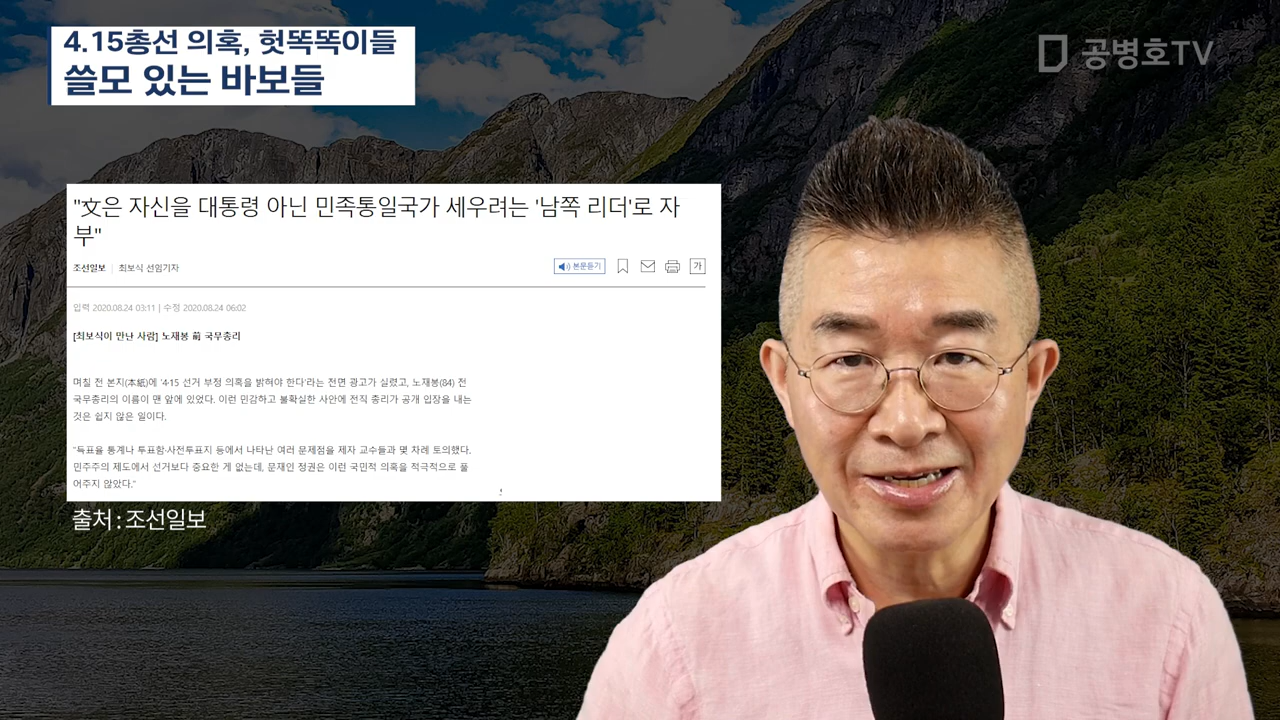 4.15총선 의혹, 헛똑똑이들
쓸모 있는 바보들
공병호TV
"文은 자신을 대통령 아닌 민족통일국가 세우려는 '남쪽 리더'로 자
부"
조선일보 | 최보식 선임기자
본문듣기
가
입력 2020.08.24 03:11 | 수정 2020.08.24 06:02
[최보식이 만난 사람] 노재봉 前 국무총리
며칠 전 본지(本紙)에 '4·15 선거 부정 의혹을 밝혀야 한다'라는 전면 광고가 실렸고, 노재봉(84) 전
국무총리의 이름이 맨 앞에 있었다. 이런 민감하고 불확실한 사안에 전직 총리가 공개 입장을 내는
것은 쉽지 않은 일이다.
"득표율 통계나 투표함·사전투표지 등에서 나타난 여러 문제점을 제자 교수들과 몇 차례 토의했다.
민주주의 제도에서 선거보다 중요한 게 없는데, 문재인 정권은 이런 국민적 의혹을 적극적으로 풀
어주지 않았다."
출처 : 조선일보